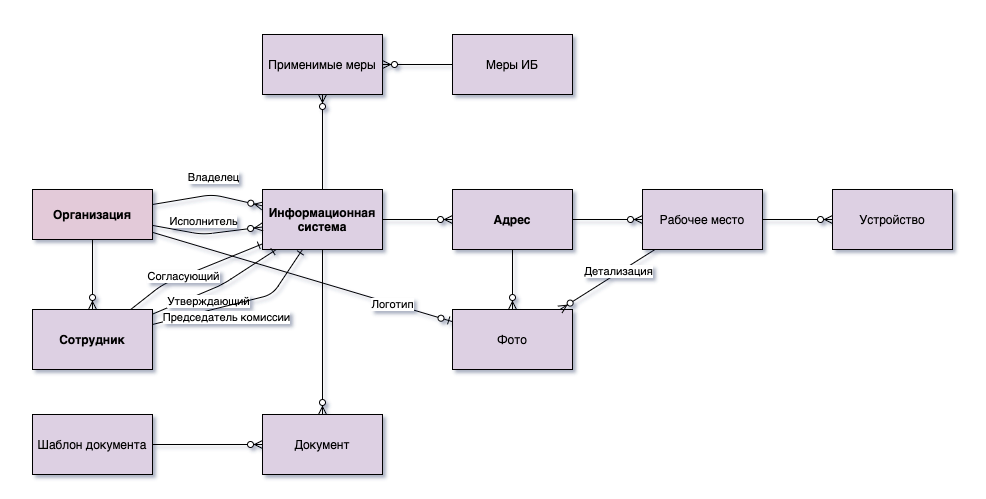 Применимые меры
Меры ИБ
Владелец
Организация
Исполнитель
Информационная
система
Адрес
Рабочее место
Устройство
Согласующий
Детализация
Утверждающий
Логотип
Председатель комиссии
Сотрудник
Фото
Шаблон документа
Документ